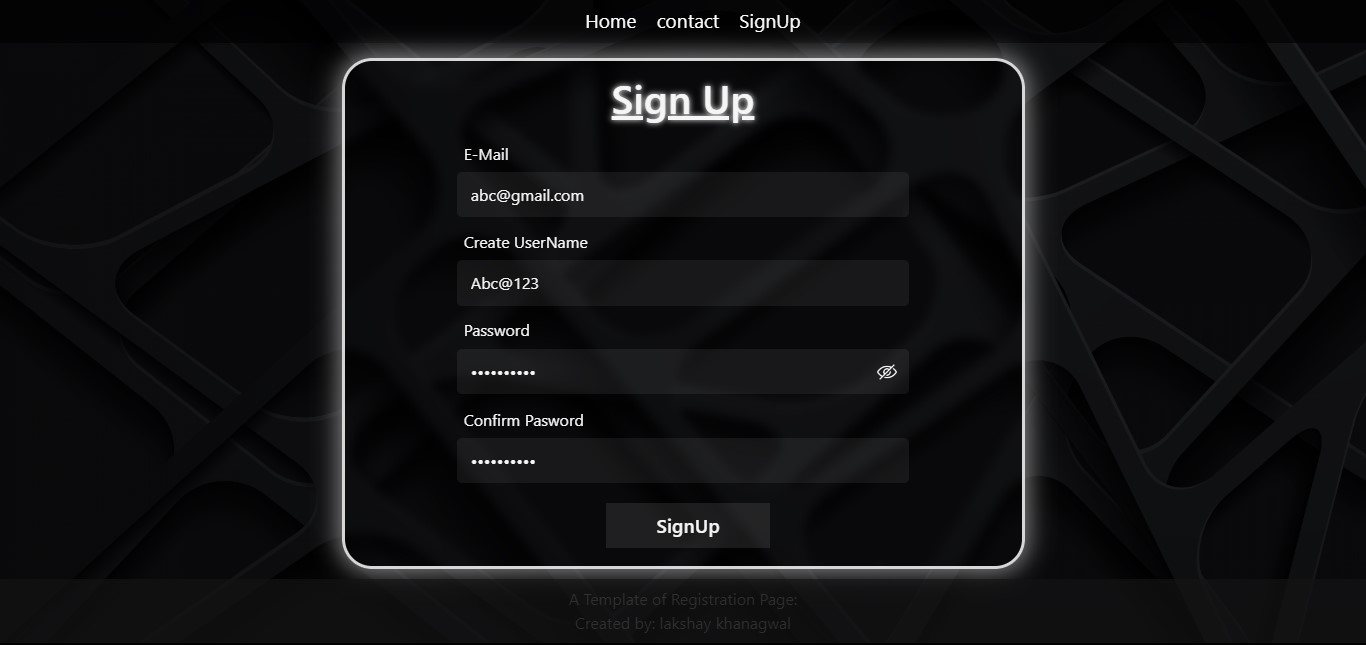 Home contact SignUp
Sign Up
E-Mail
abc@gmail.com
Create UserName
Abc@123
Password
••••••••••
Confirm Pasword
••••••••••
SignUp
A Template of Registration Page:
Created by: lakshay khanagwal